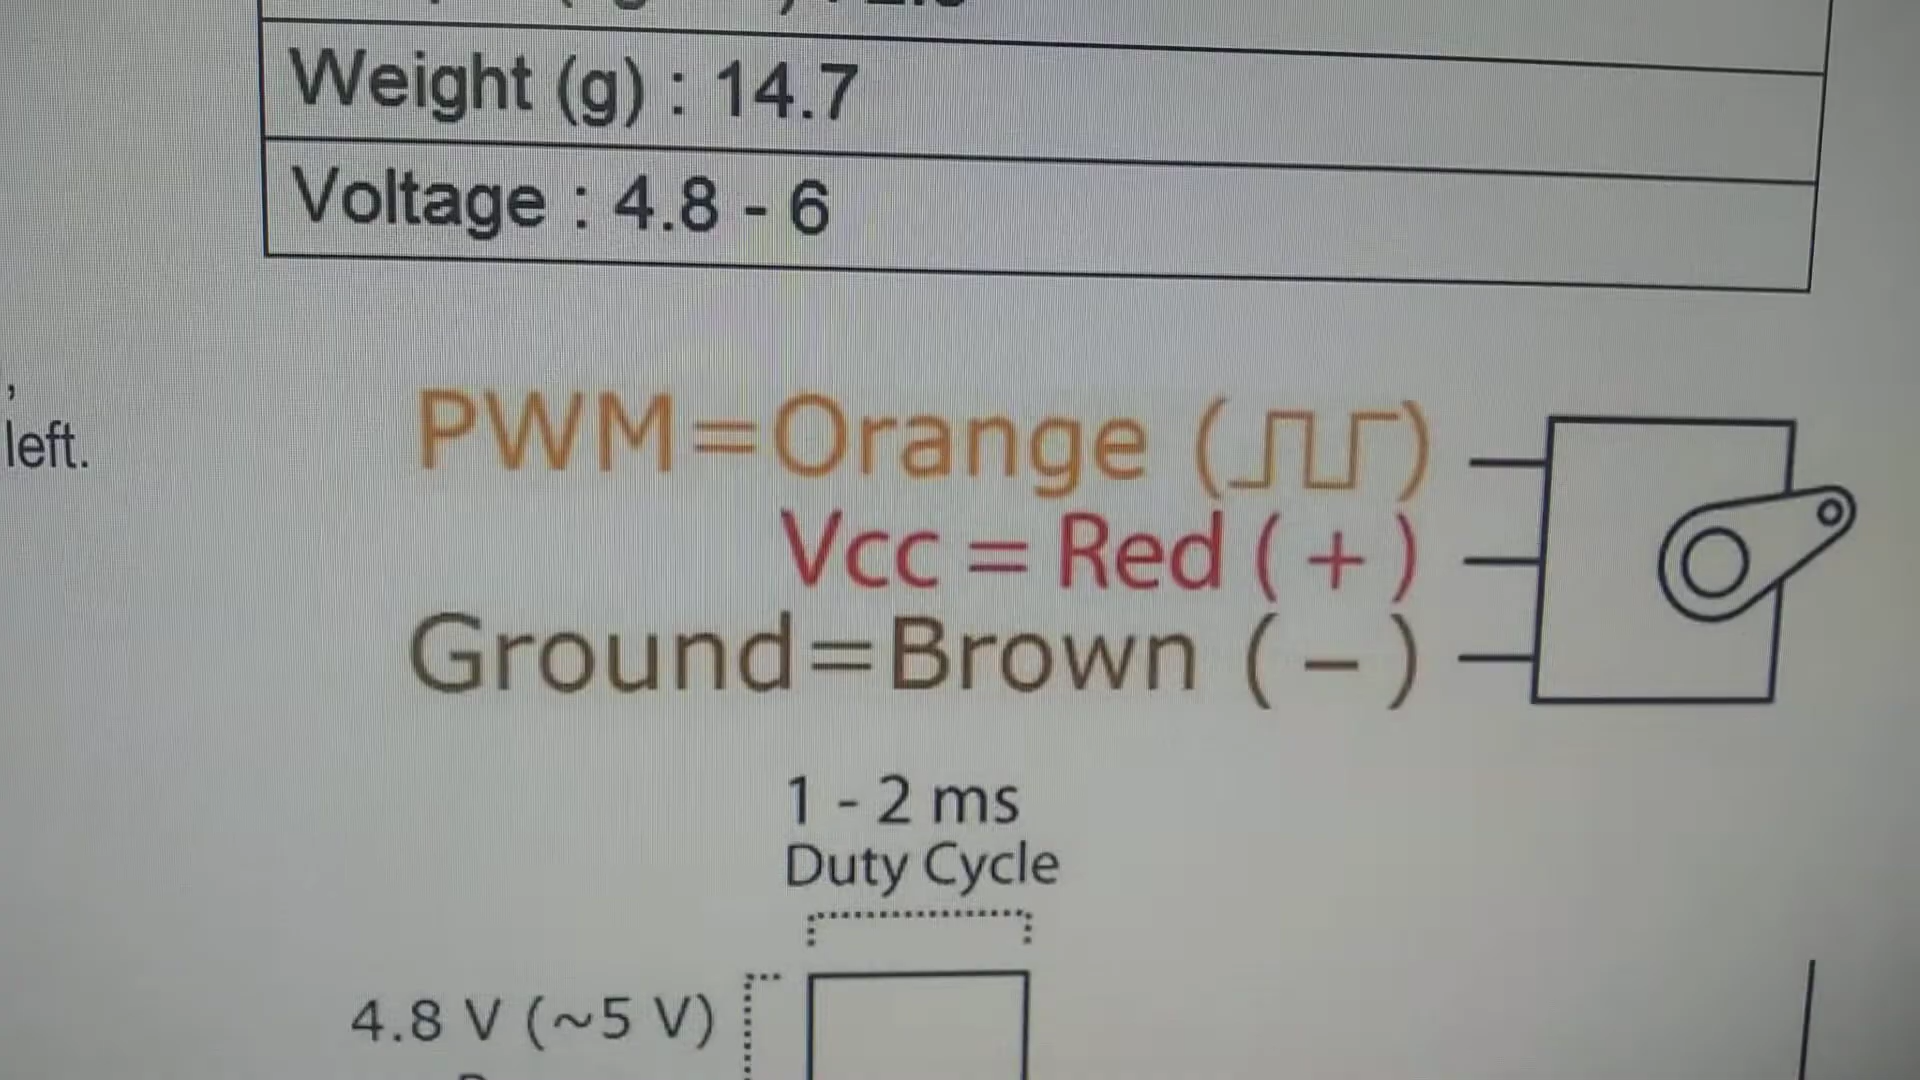 Weight (g) : 14.7
Voltage : 4.8 - 6
,
left.
PWM=Orange (⎍⎍)
Vcc = Red ( + )
Ground=Brown ( − )
1 - 2 ms
Duty Cycle
4.8 V (~5 V)